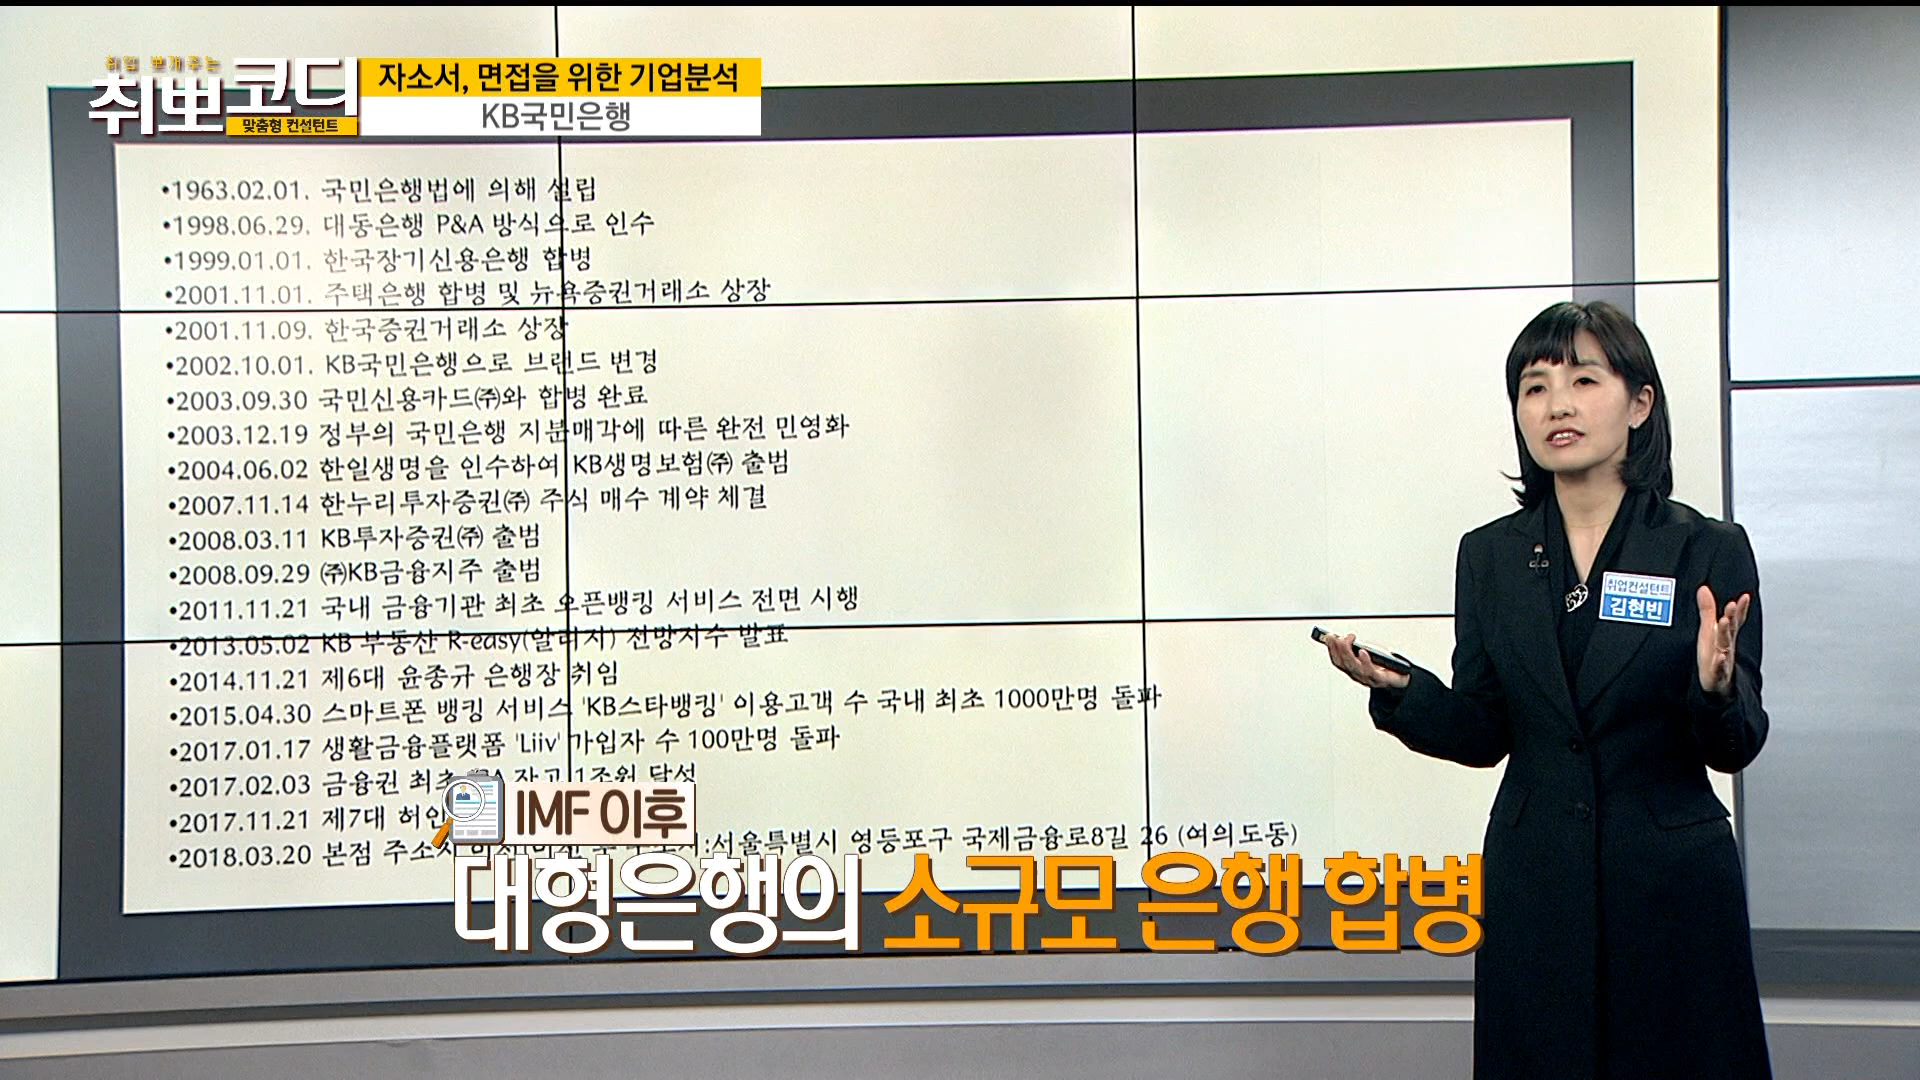 취업 뽀개주는
취뽀코디
맞춤형 컨설턴트
자소서, 면접을 위한 기업분석
KB국민은행
•1963.02.01. 국민은행법에 의해 설립
•1998.06.29. 대동은행 P&A 방식으로 인수
•1999.01.01. 한국장기신용은행 합병
•2001.11.01. 주택은행 합병 및 뉴욕증권거래소 상장
•2001.11.09. 한국증권거래소 상장
•2002.10.01. KB국민은행으로 브랜드 변경
•2003.09.30 국민신용카드㈜와 합병 완료
•2003.12.19 정부의 국민은행 지분매각에 따른 완전 민영화
•2004.06.02 한일생명을 인수하여 KB생명보험㈜ 출범
•2007.11.14 한누리투자증권㈜ 주식 매수 계약 체결
•2008.03.11 KB투자증권㈜ 출범
•2008.09.29 ㈜KB금융지주 출범
•2011.11.21 국내 금융기관 최초 오픈뱅킹 서비스 전면 시행
•2013.05.02 KB 부동산 R-easy(알리지) 전망지수 발표
•2014.11.21 제6대 윤종규 은행장 취임
•2015.04.30 스마트폰 뱅킹 서비스 'KB스타뱅킹' 이용고객 수 국내 최초 1000만명 돌파
•2017.01.17 생활금융플랫폼 'Liiv' 가입자 수 100만명 돌파
•2017.02.03 금융권 최초 잔고 1조원 달성
•2017.11.21 제7대 허인
•2018.03.20 본점 주소지 :서울특별시 영등포구 국제금융로8길 26 (여의도동)
취업컨설턴트
김현빈
IMF 이후
대형은행의 소규모 은행 합병